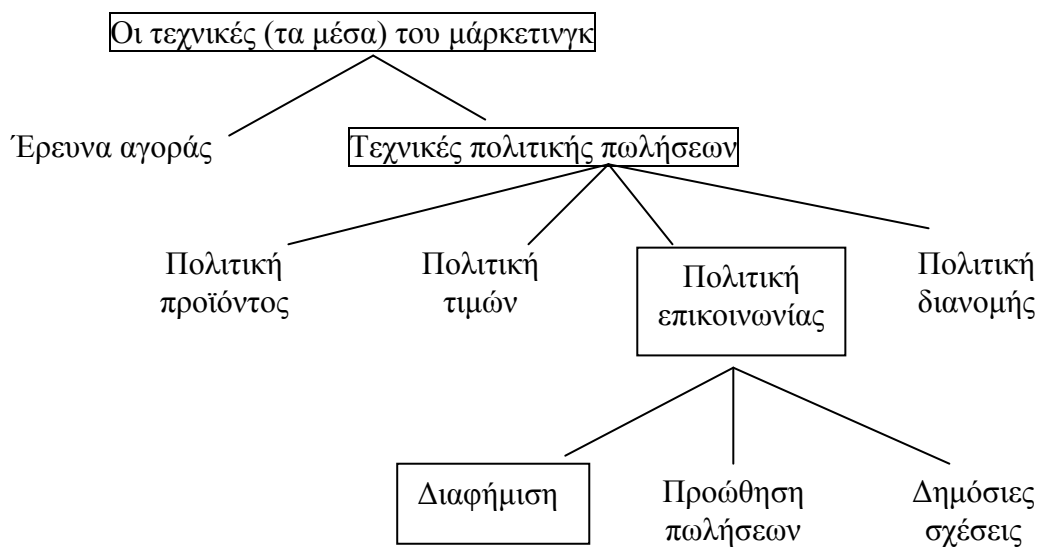 Οι τεχνικές (τα μέσα) του μάρκετινγκ
Έρευνα αγοράς
Τεχνικές πολιτικής πωλήσεων
Πολιτική
προϊόντος
Πολιτική
τιμών
Πολιτική
επικοινωνίας
Πολιτική
διανομής
Διαφήμιση
Προώθηση
πωλήσεων
Δημόσιες
σχέσεις